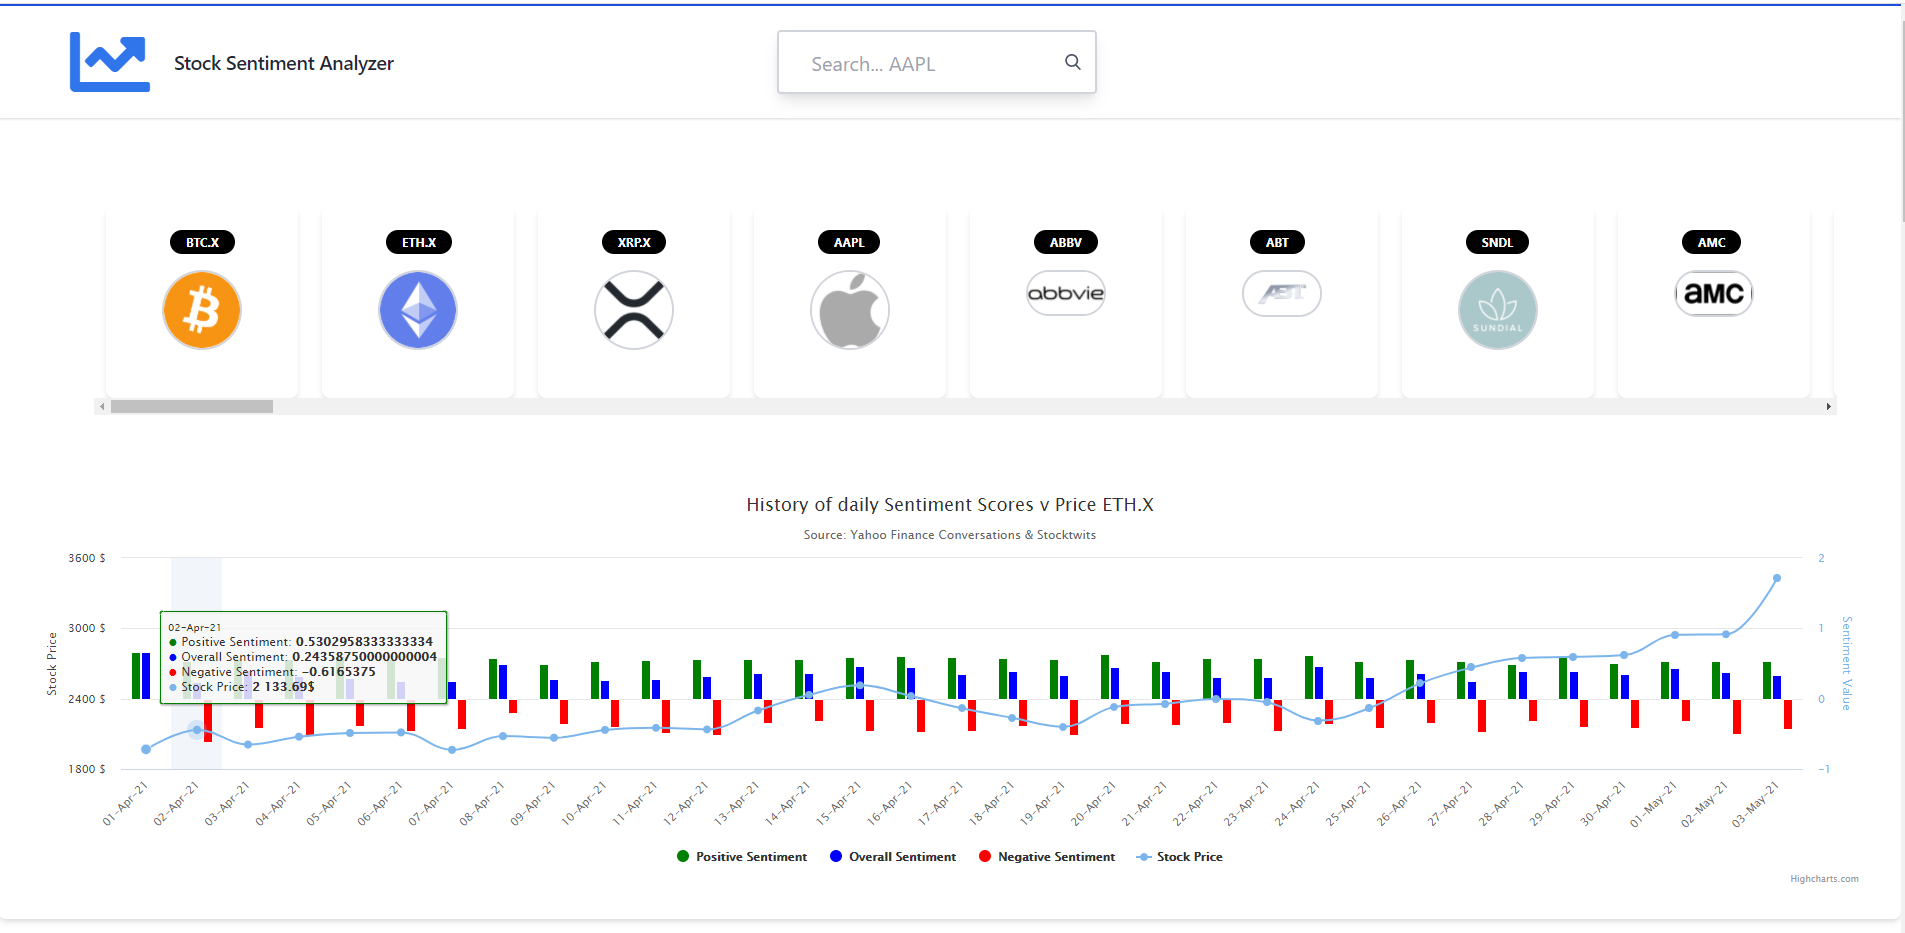 Stock Sentiment Analyzer
Search... AAPL
BTC.X
ETH.X
XRP.X
AAPL
ABBV
ABT
SNDL
AMC
abbvie
ABT
SUNDIAL
amc
History of daily Sentiment Scores v Price ETH.X
Source: Yahoo Finance Conversations & Stocktwits
Stock Price
3600 $
3000 $
2400 $
1800 $
02-Apr-21
Positive Sentiment: 0.5302958333333334
Overall Sentiment: 0.24358750000000004
Negative Sentiment: −0.6165375
Stock Price: 2 133.69$
2
1
0
−1
Sentiment Value
01-Apr-21
02-Apr-21
03-Apr-21
04-Apr-21
05-Apr-21
06-Apr-21
07-Apr-21
08-Apr-21
09-Apr-21
10-Apr-21
11-Apr-21
12-Apr-21
13-Apr-21
14-Apr-21
15-Apr-21
16-Apr-21
17-Apr-21
18-Apr-21
19-Apr-21
20-Apr-21
21-Apr-21
22-Apr-21
23-Apr-21
24-Apr-21
25-Apr-21
26-Apr-21
27-Apr-21
28-Apr-21
29-Apr-21
30-Apr-21
01-May-21
02-May-21
03-May-21
Positive Sentiment
Overall Sentiment
Negative Sentiment
Stock Price
Highcharts.com